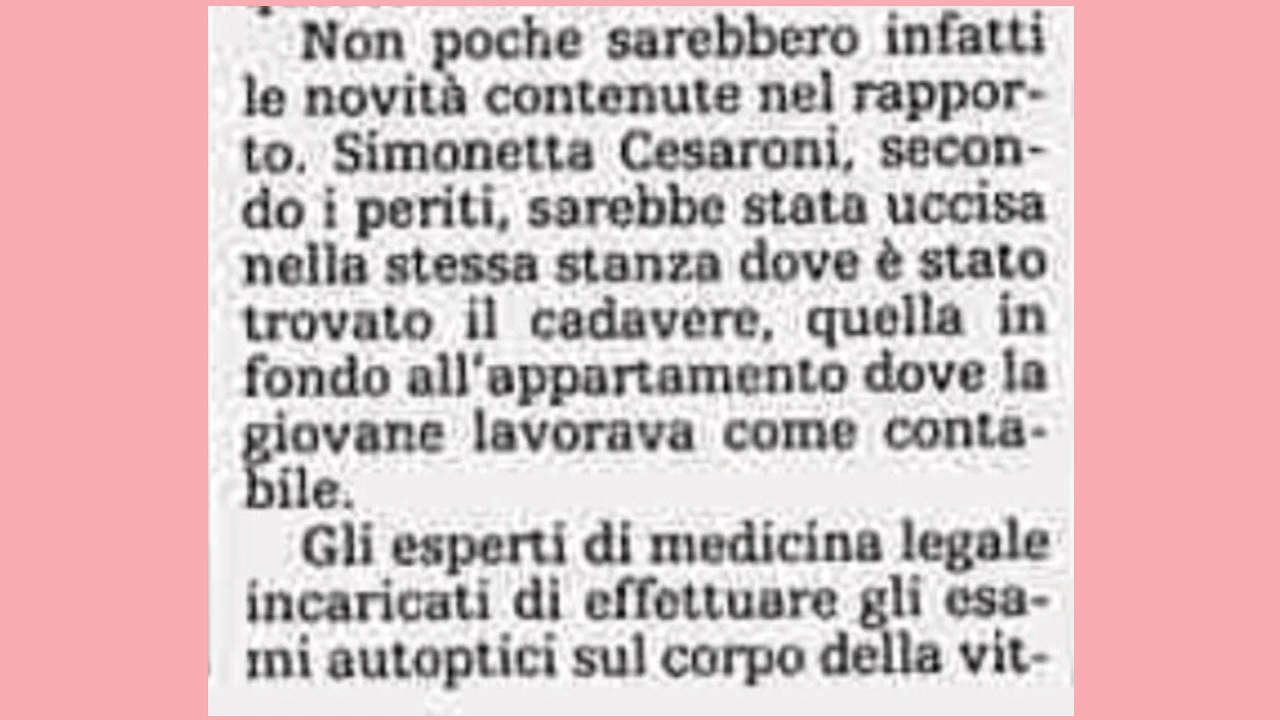 Non poche sarebbero infatti
le novità contenute nel rappor-
to. Simonetta Cesaroni, secon-
do i periti, sarebbe stata uccisa
nella stessa stanza dove è stato
trovato il cadavere, quella in
fondo all'appartamento dove la
giovane lavorava come conta-
bile.
Gli esperti di medicina legale
incaricati di effettuare gli esa-
mi autoptici sul corpo della vit-